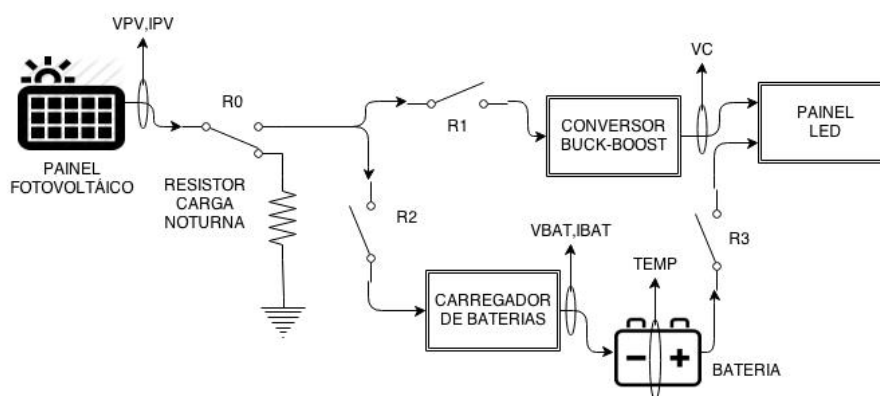 VPV,IPV
R0
R1
VC
CONVERSOR
BUCK-BOOST
PAINEL
LED
PAINEL
FOTOVOLTÀICO
RESISTOR
CARGA
NOTURNA
R2
VBAT,IBAT
TEMP
R3
CARREGADOR
DE BATERIAS
BATERIA